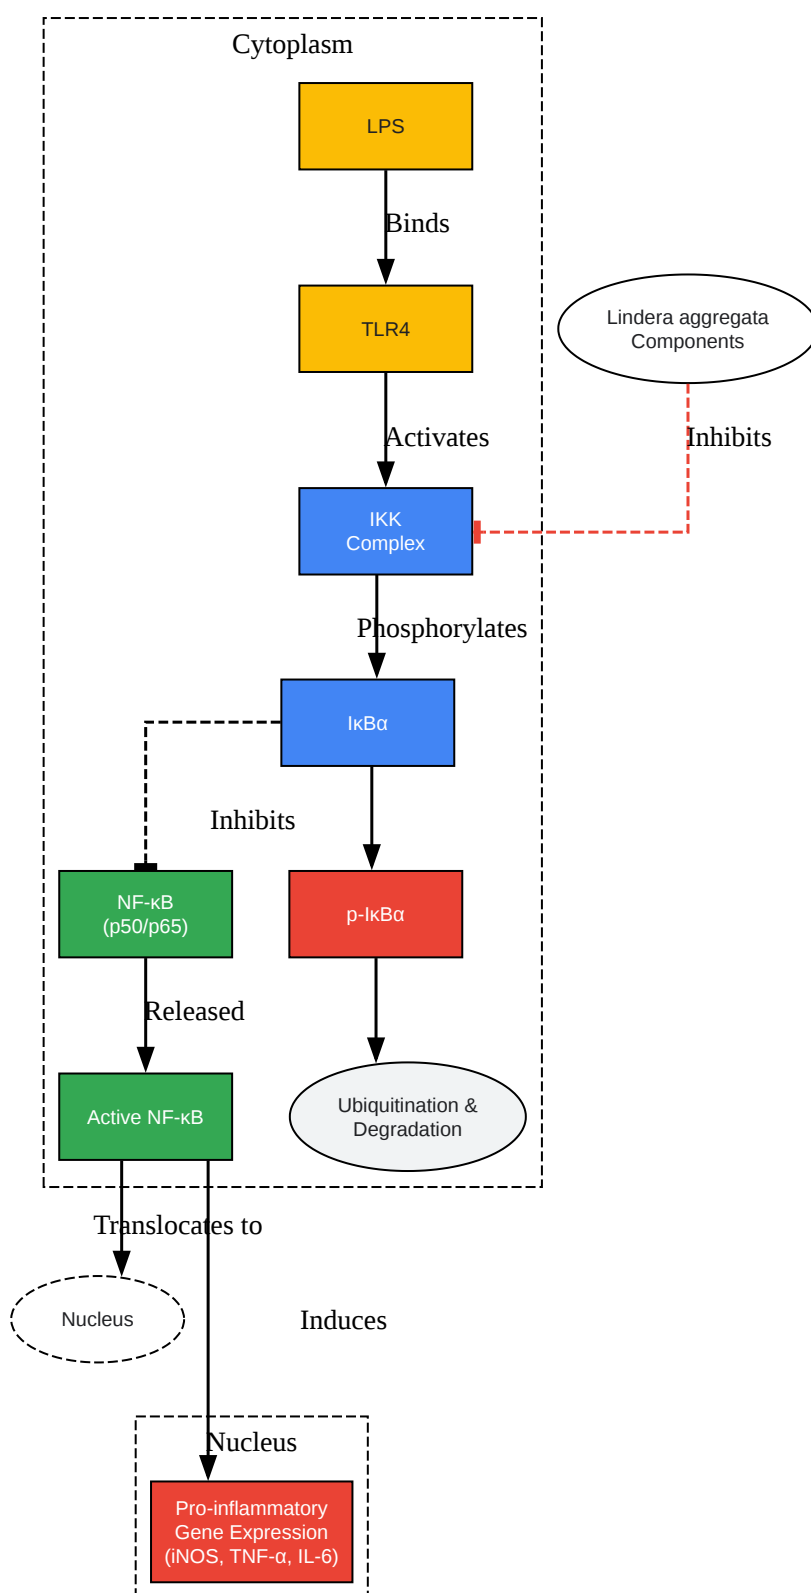 Cytoplasm
LPS
Binds
TLR4
Lindera aggregata
Components
Activates
Inhibits
IKK
Complex
Phosphorylates
IκBα
Inhibits
NF-κB
(p50/p65)
p-IκBα
Released
Active NF-κB
Ubiquitination &
Degradation
Translocates to
Nucleus
Induces
Nucleus
Pro-inflammatory
Gene Expression
(iNOS, TNF-α, IL-6)